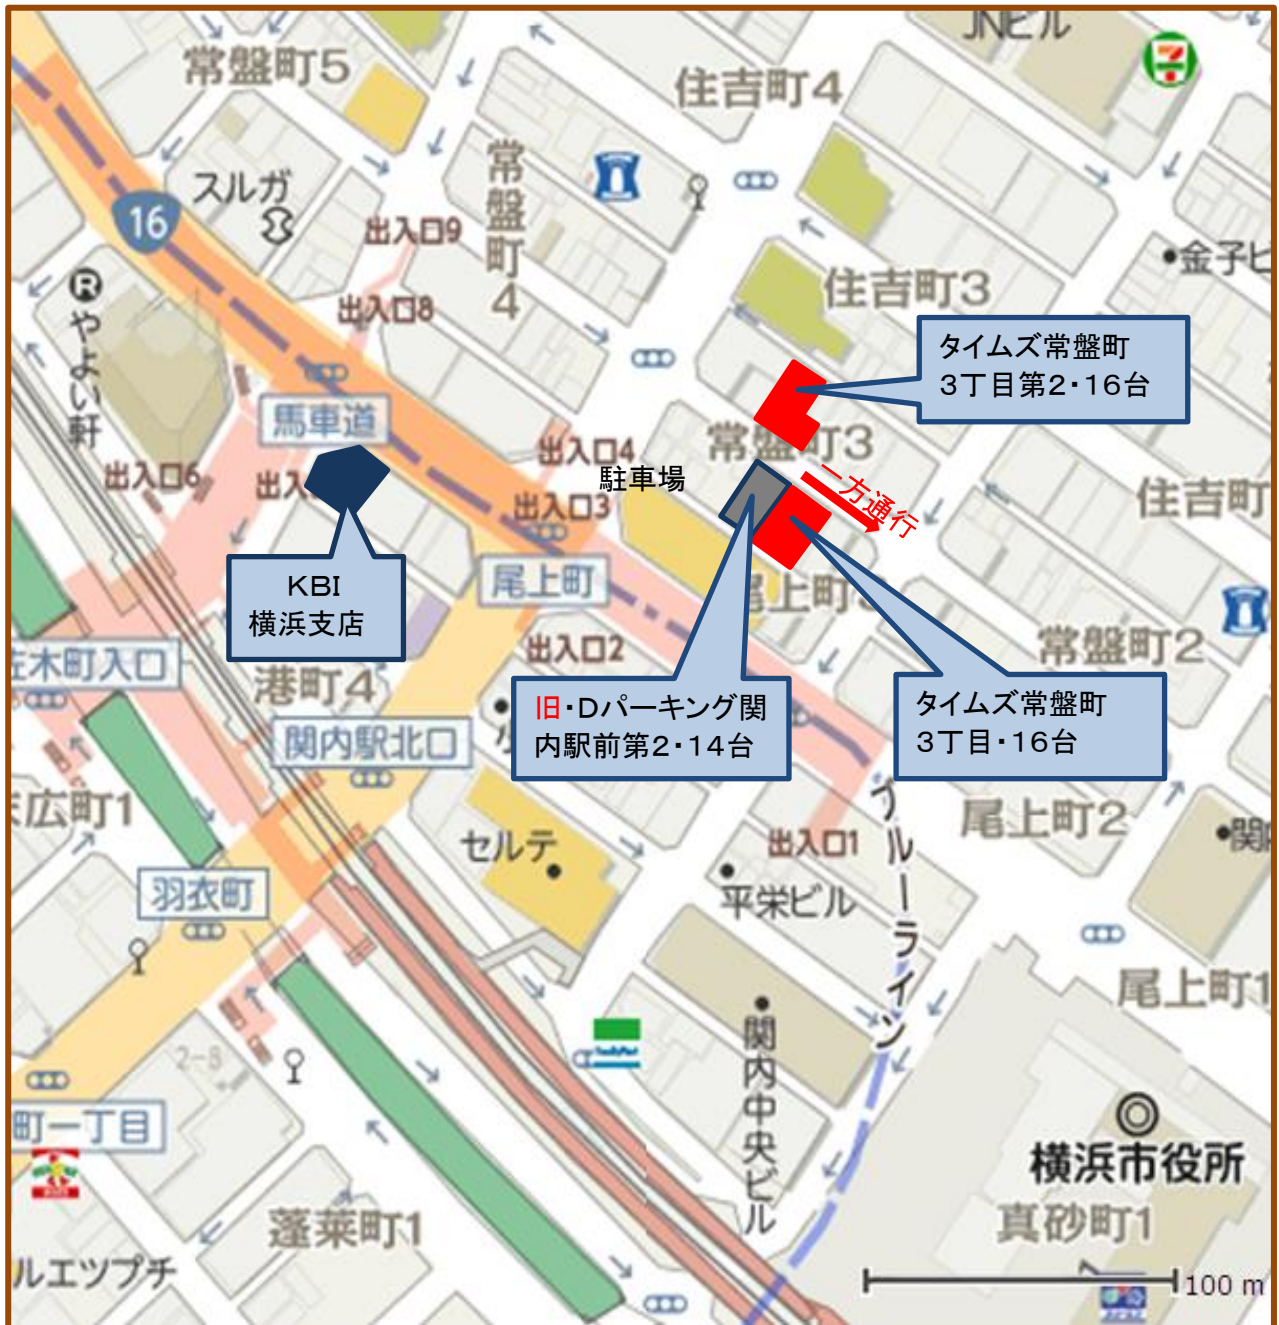 JNビル
常盤町5
住吉町4
スルガ
常盤町4
16
出入口9
金子ビ
住吉町3
出入口8
やよい軒
タイムズ常盤町
3丁目第2・16台
馬車道
常盤町3
出入口4
駐車場
出入口6
出入
一方通行
住吉町
出入口3
尾上町
KBI
横浜支店
尾上町3
常盤町2
出入口2
佐木町入口
港町4
旧・Dパーキング関
内駅前第2・14台
タイムズ常盤町
3丁目・16台
関内駅北口
末広町1
尾上町2
セルテ
出入口1
ブルーライン
関内
羽衣町
平栄ビル
尾上町1
関内中央ビル
2-8
町一丁目
横浜市役所
真砂町1
蓬莱町1
ルエツプチ
100 m